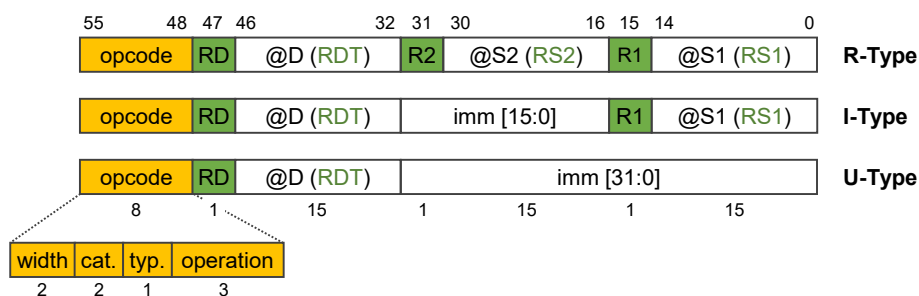 55 48 47 46 32 31 30 16 15 14 0
opcode RD @D (RDT) R2 @S2 (RS2) R1 @S1 (RS1) R-Type
opcode RD @D (RDT) imm [15:0] R1 @S1 (RS1) I-Type
opcode RD @D (RDT) imm [31:0] U-Type
8 1 15 1 15 1 15
width cat. typ. operation
2 2 1 3